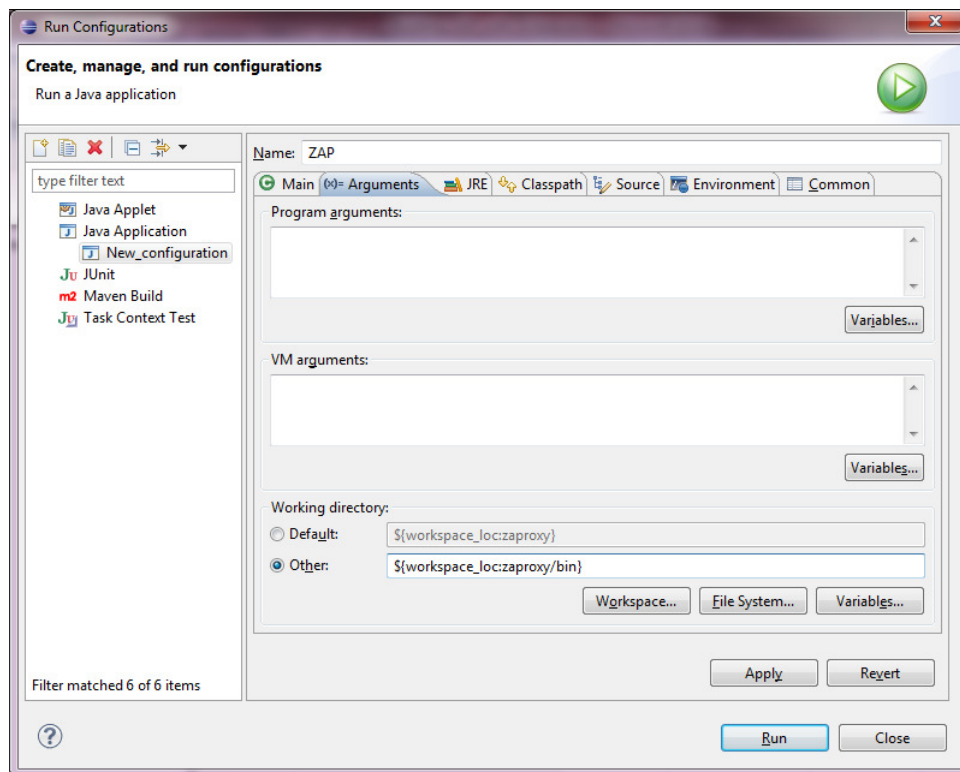 Run Configurations
Create, manage, and run configurations
Run a Java application
type filter text
Java Applet
Java Application
New_configuration
Ju JUnit
m2 Maven Build
Ju Task Context Test
Filter matched 6 of 6 items
Name: ZAP
Main (x)= Arguments JRE Classpath Source Environment Common
Program arguments:
Variables...
VM arguments:
Variables...
Working directory:
Default: ${workspace_loc:zaproxy}
Other: ${workspace_loc:zaproxy/bin}
Workspace... File System... Variables...
Apply Revert
Run Close